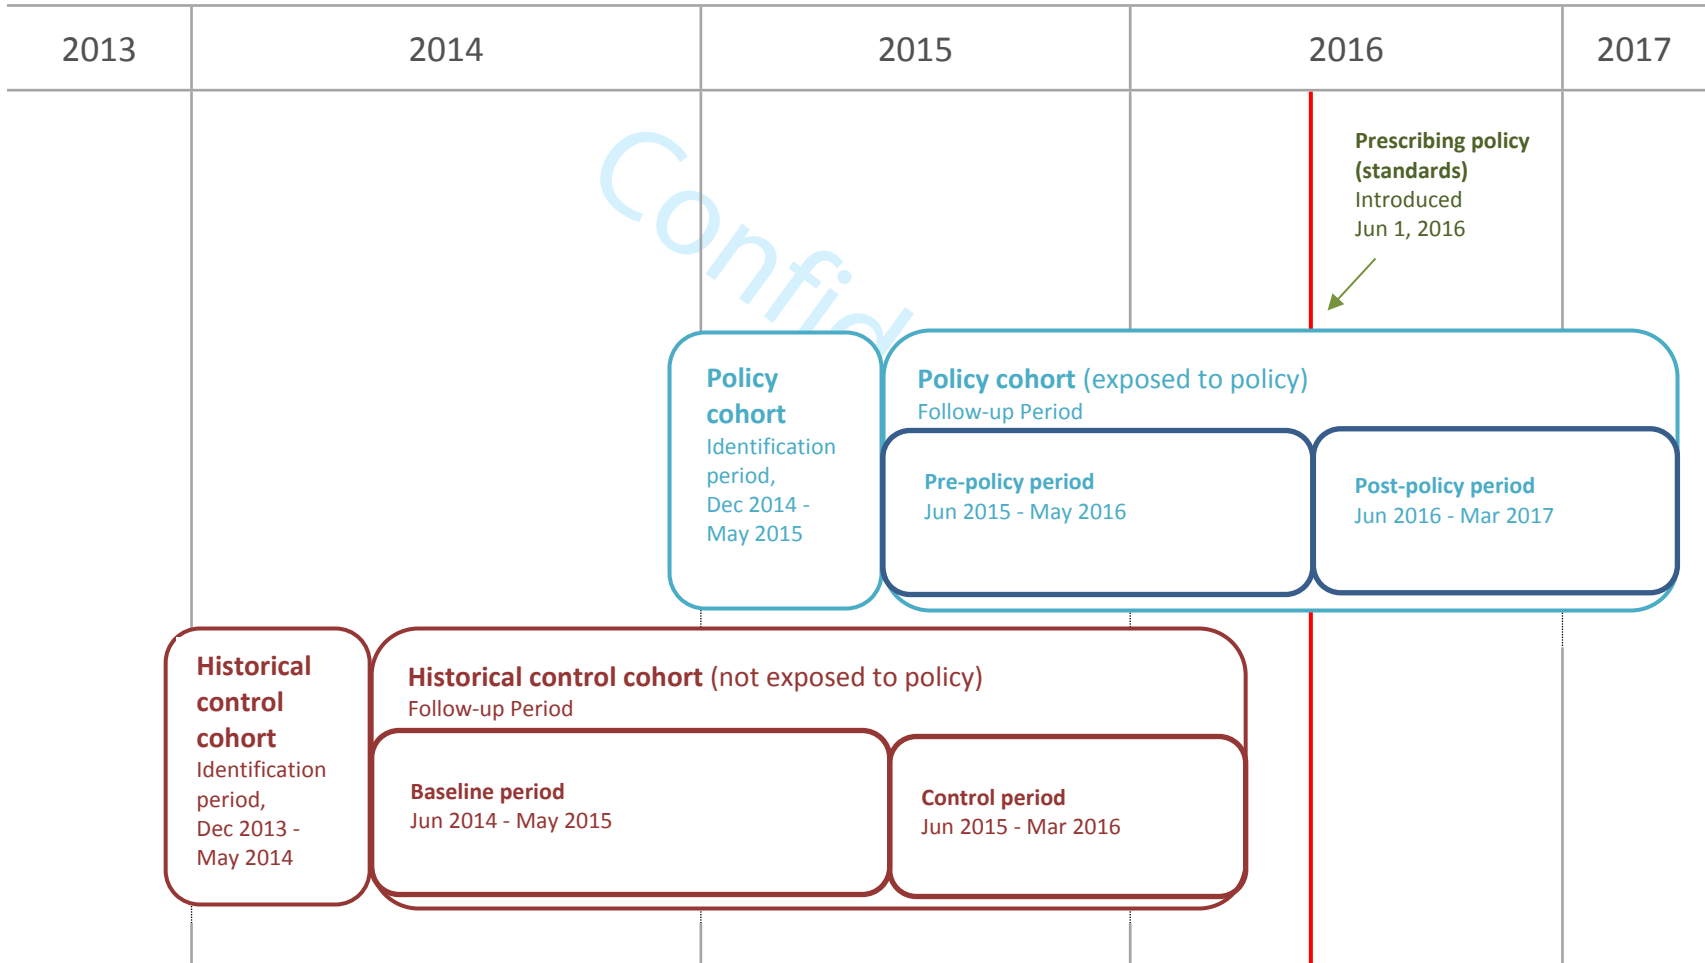 2013
2014
2015
2016
2017
Prescribing policy
(standards)
Introduced
Jun 1, 2016
Confid
Policy
cohort
Identification
period,
Dec 2014 -
May 2015
Policy cohort (exposed to policy)
Follow-up Period
Pre-policy period
Jun 2015 - May 2016
Post-policy period
Jun 2016 - Mar 2017
Historical
control
cohort
Identification
period,
Dec 2013 -
May 2014
Historical control cohort (not exposed to policy)
Follow-up Period
Baseline period
Jun 2014 - May 2015
Control period
Jun 2015 - Mar 2016